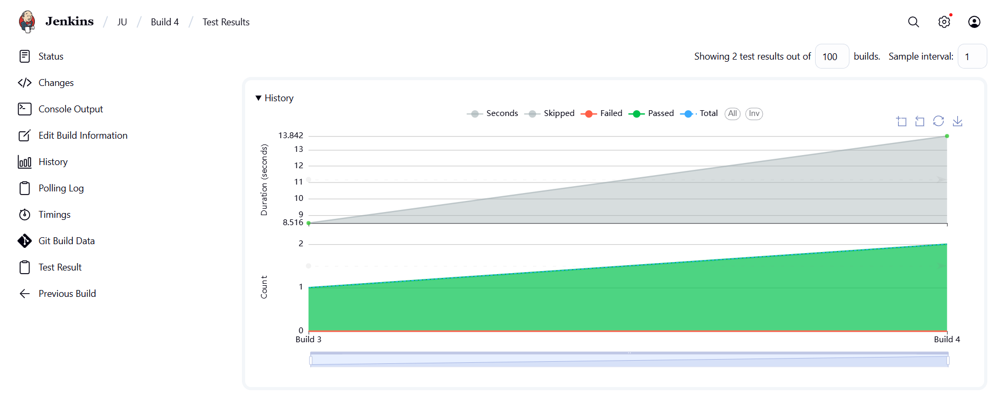 Jenkins / JU / Build 4 / Test Results
Status
Changes
Console Output
Edit Build Information
History
Polling Log
Timings
Git Build Data
Test Result
Previous Build
Showing 2 test results out of 100 builds. Sample interval: 1
▼ History
Seconds Skipped Failed Passed Total All Inv
Duration (seconds)
13.842
13
12
11
10
9
8.516
Count
2
1
0
Build 3 Build 4